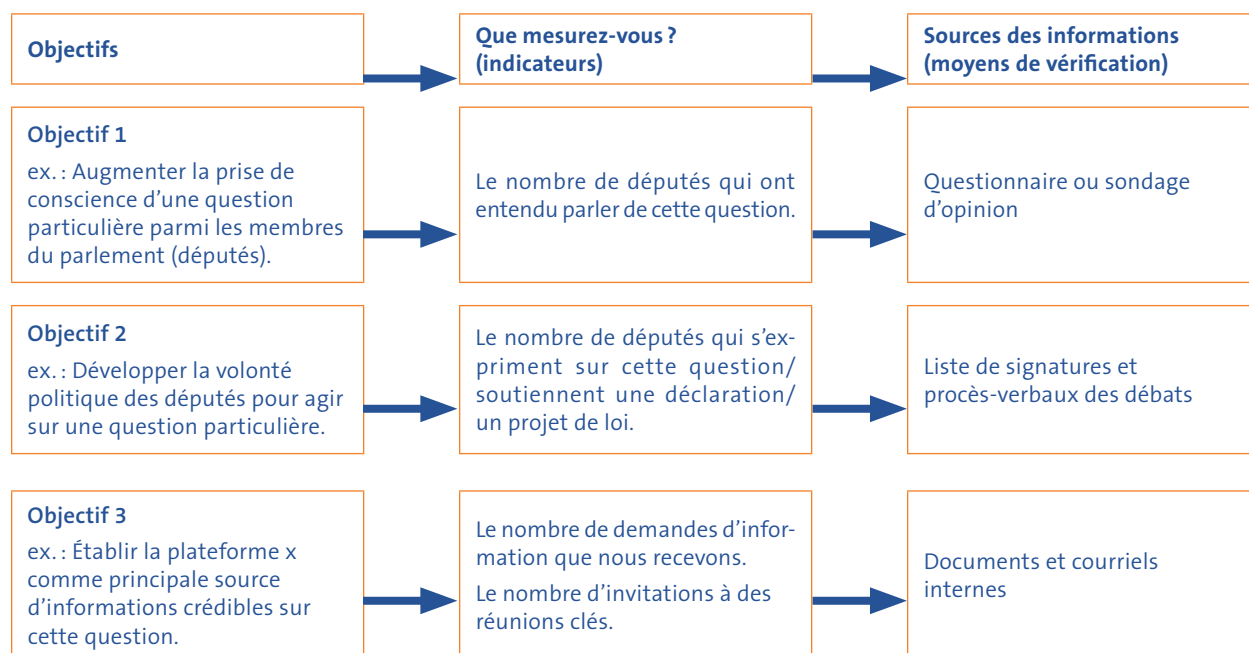 Objectifs
Que mesurez-vous ?
(indicateurs)
Sources des informations
(moyens de vérification)
Objectif 1
ex. : Augmenter la prise de
conscience d’une question
particulière parmi les membres
du parlement (députés).
Le nombre de députés qui ont
entendu parler de cette question.
Questionnaire ou sondage
d’opinion
Objectif 2
ex. : Développer la volonté
politique des députés pour agir
sur une question particulière.
Le nombre de députés qui s’ex-
priment sur cette question/
soutiennent une déclaration/
un projet de loi.
Liste de signatures et
procès-verbaux des débats
Objectif 3
ex. : Établir la plateforme x
comme principale source
d’informations crédibles sur
cette question.
Le nombre de demandes d’infor-
mation que nous recevons.
Le nombre d’invitations à des
réunions clés.
Documents et courriels
internes